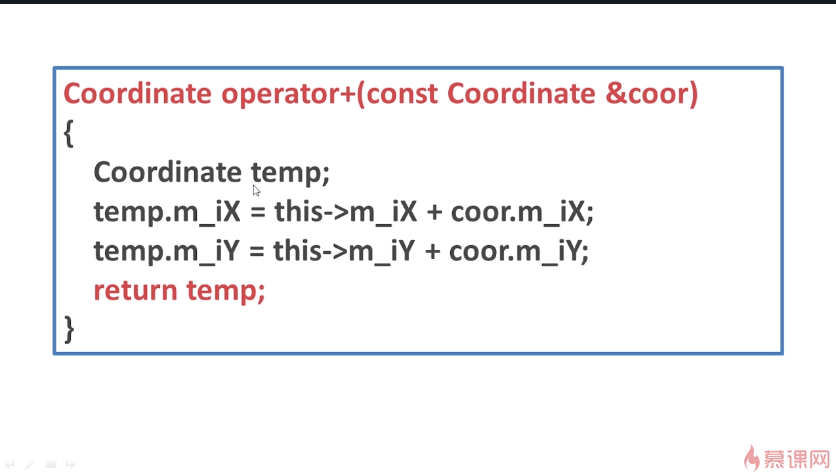 Coordinate operator+(const Coordinate &coor)
{
Coordinate temp;
temp.m_iX = this->m_iX + coor.m_iX;
temp.m_iY = this->m_iY + coor.m_iY;
return temp;
}
慕课网